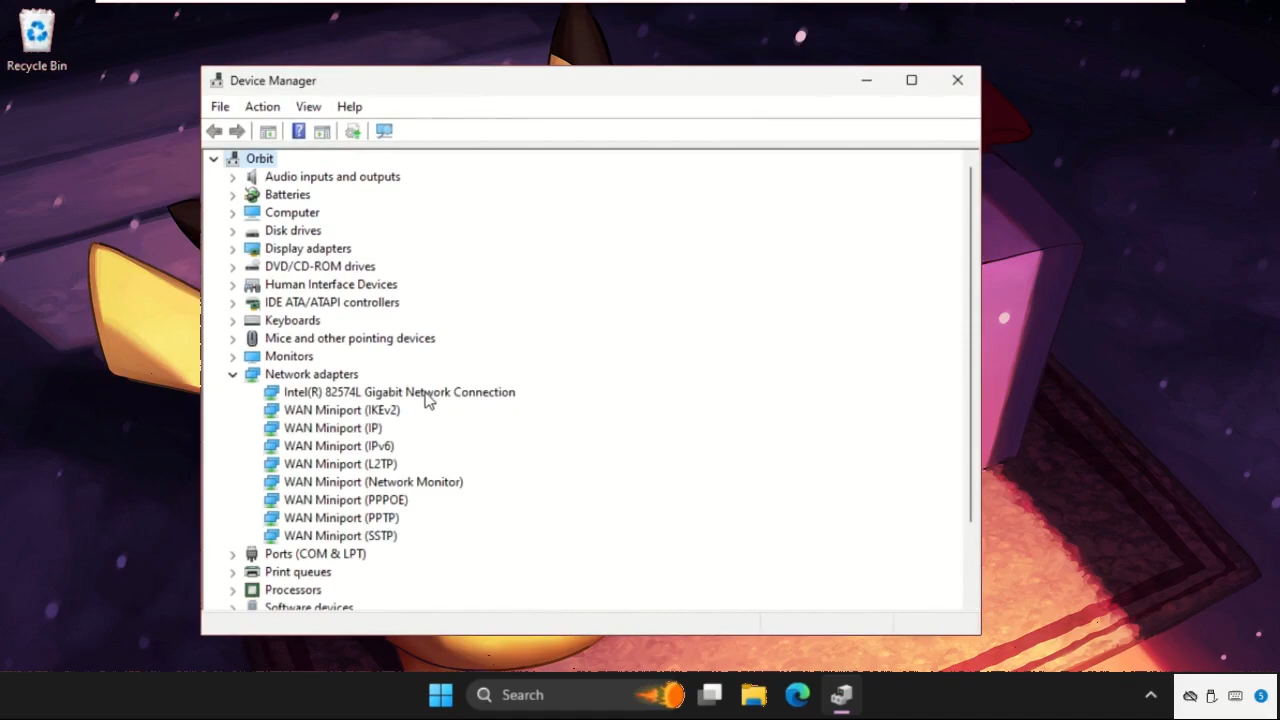 Recycle Bin
Device Manager
File Action View Help
Orbit
Audio inputs and outputs
Batteries
Computer
Disk drives
Display adapters
DVD/CD-ROM drives
Human Interface Devices
IDE ATA/ATAPI controllers
Keyboards
Mice and other pointing devices
Monitors
Network adapters
Intel(R) 82574L Gigabit Network Connection
WAN Miniport (IKEv2)
WAN Miniport (IP)
WAN Miniport (IPv6)
WAN Miniport (L2TP)
WAN Miniport (Network Monitor)
WAN Miniport (PPPOE)
WAN Miniport (PPTP)
WAN Miniport (SSTP)
Ports (COM & LPT)
Print queues
Processors
Software devices
Search
5